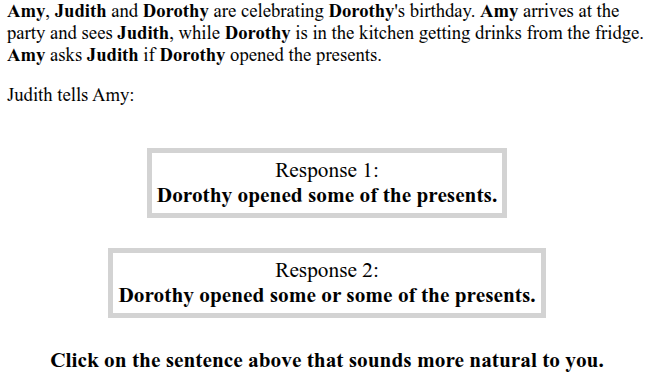 Amy, Judith and Dorothy are celebrating Dorothy's birthday. Amy arrives at the
party and sees Judith, while Dorothy is in the kitchen getting drinks from the fridge.
Amy asks Judith if Dorothy opened the presents.
Judith tells Amy:
Response 1:
Dorothy opened some of the presents.
Response 2:
Dorothy opened some or some of the presents.
Click on the sentence above that sounds more natural to you.